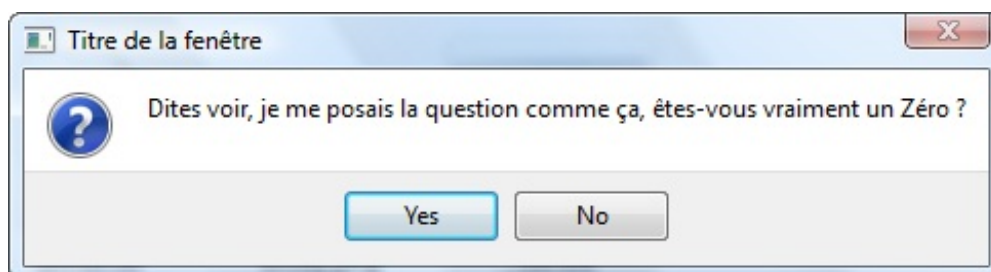 Titre de la fenêtre
Dites voir, je me posais la question comme ça, êtes-vous vraiment un Zéro ?
Yes
No